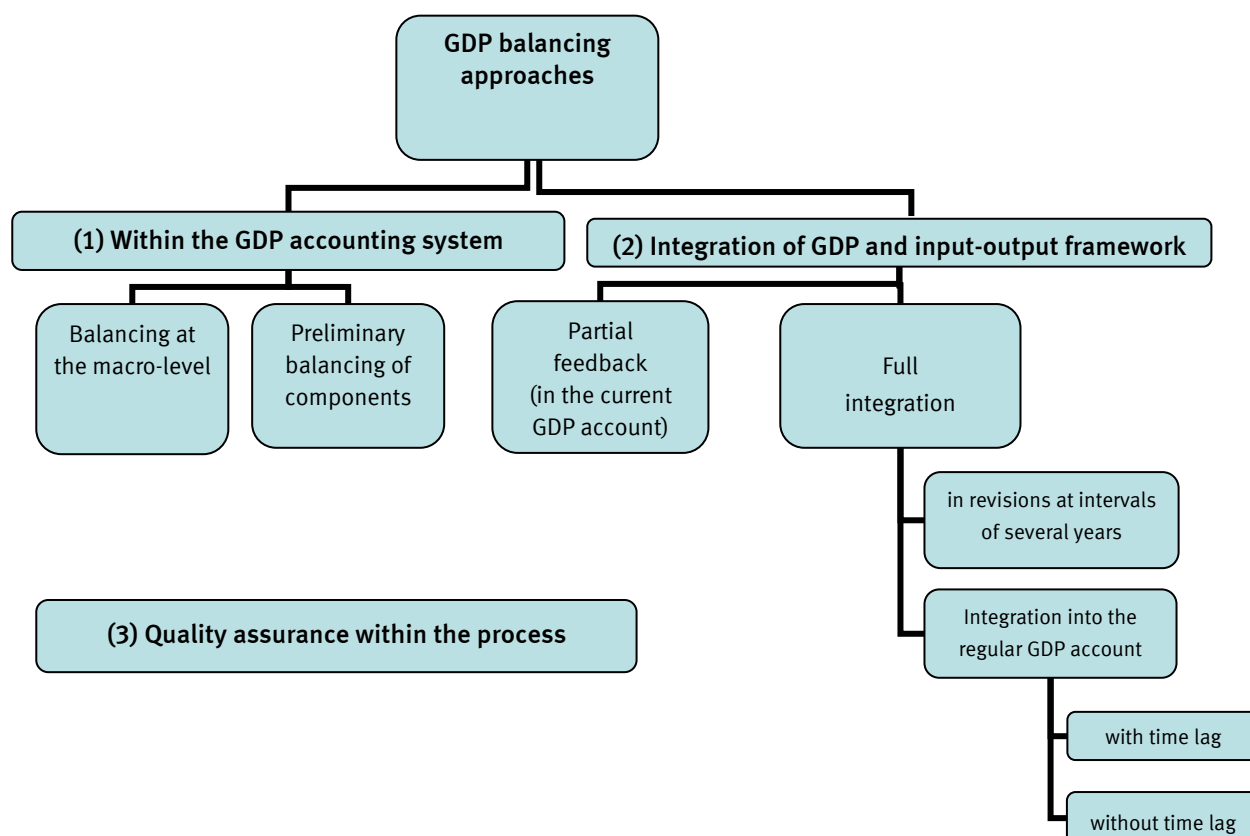 GDP balancing
approaches
(1) Within the GDP accounting system
(2) Integration of GDP and input-output framework
Balancing at
the macro-level
Preliminary
balancing of
components
Partial
feedback
(in the current
GDP account)
Full
integration
in revisions at intervals
of several years
Integration into the
regular GDP account
(3) Quality assurance within the process
with time lag
without time lag